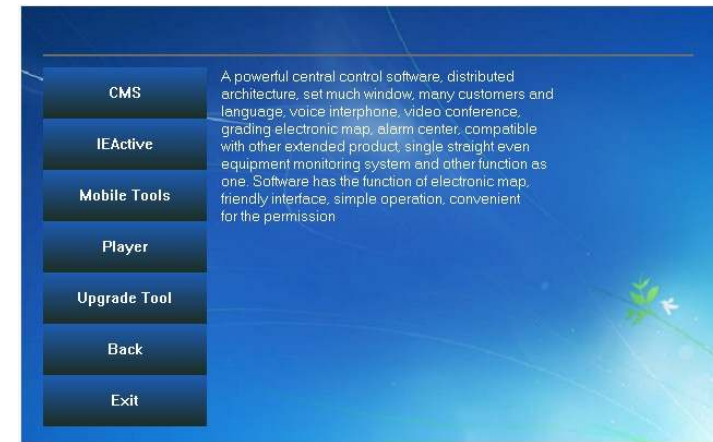 CMS
IEActive
Mobile Tools
Player
Upgrade Tool
Back
Exit
A powerful central control software, distributed
architecture, set much window, many customers and
language, voice interphone, video conference,
grading electronic map, alarm center, compatible
with other extended product, single straight even
equipment monitoring system and other function as
one. Software has the function of electronic map,
friendly interface, simple operation, convenient
for the permission